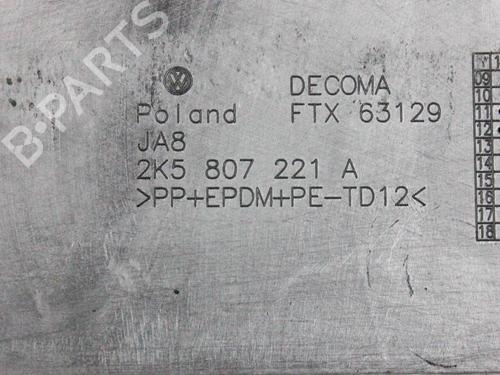 DECOMA
Poland FTX 63129
JA8
2K5 807 221 A
>PP+EPDM+PE-TD12<
B-PARTS
09
10
11
12
13
14
15
16
17
18